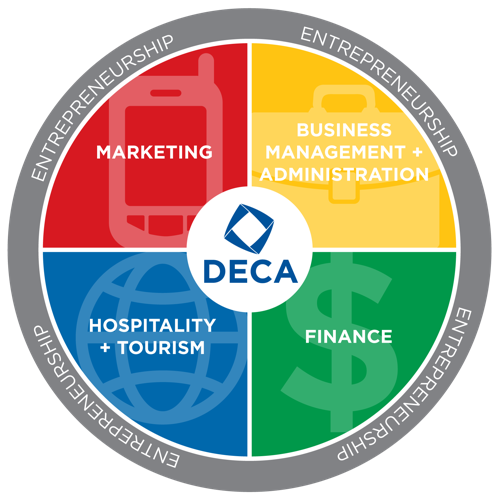 ENTREPRENEURSHIP
ENTREPRENEURSHIP
MARKETING
BUSINESS
MANAGEMENT +
ADMINISTRATION
DECA
HOSPITALITY
+ TOURISM
FINANCE
ENTREPRENEURSHIP
ENTREPRENEURSHIP